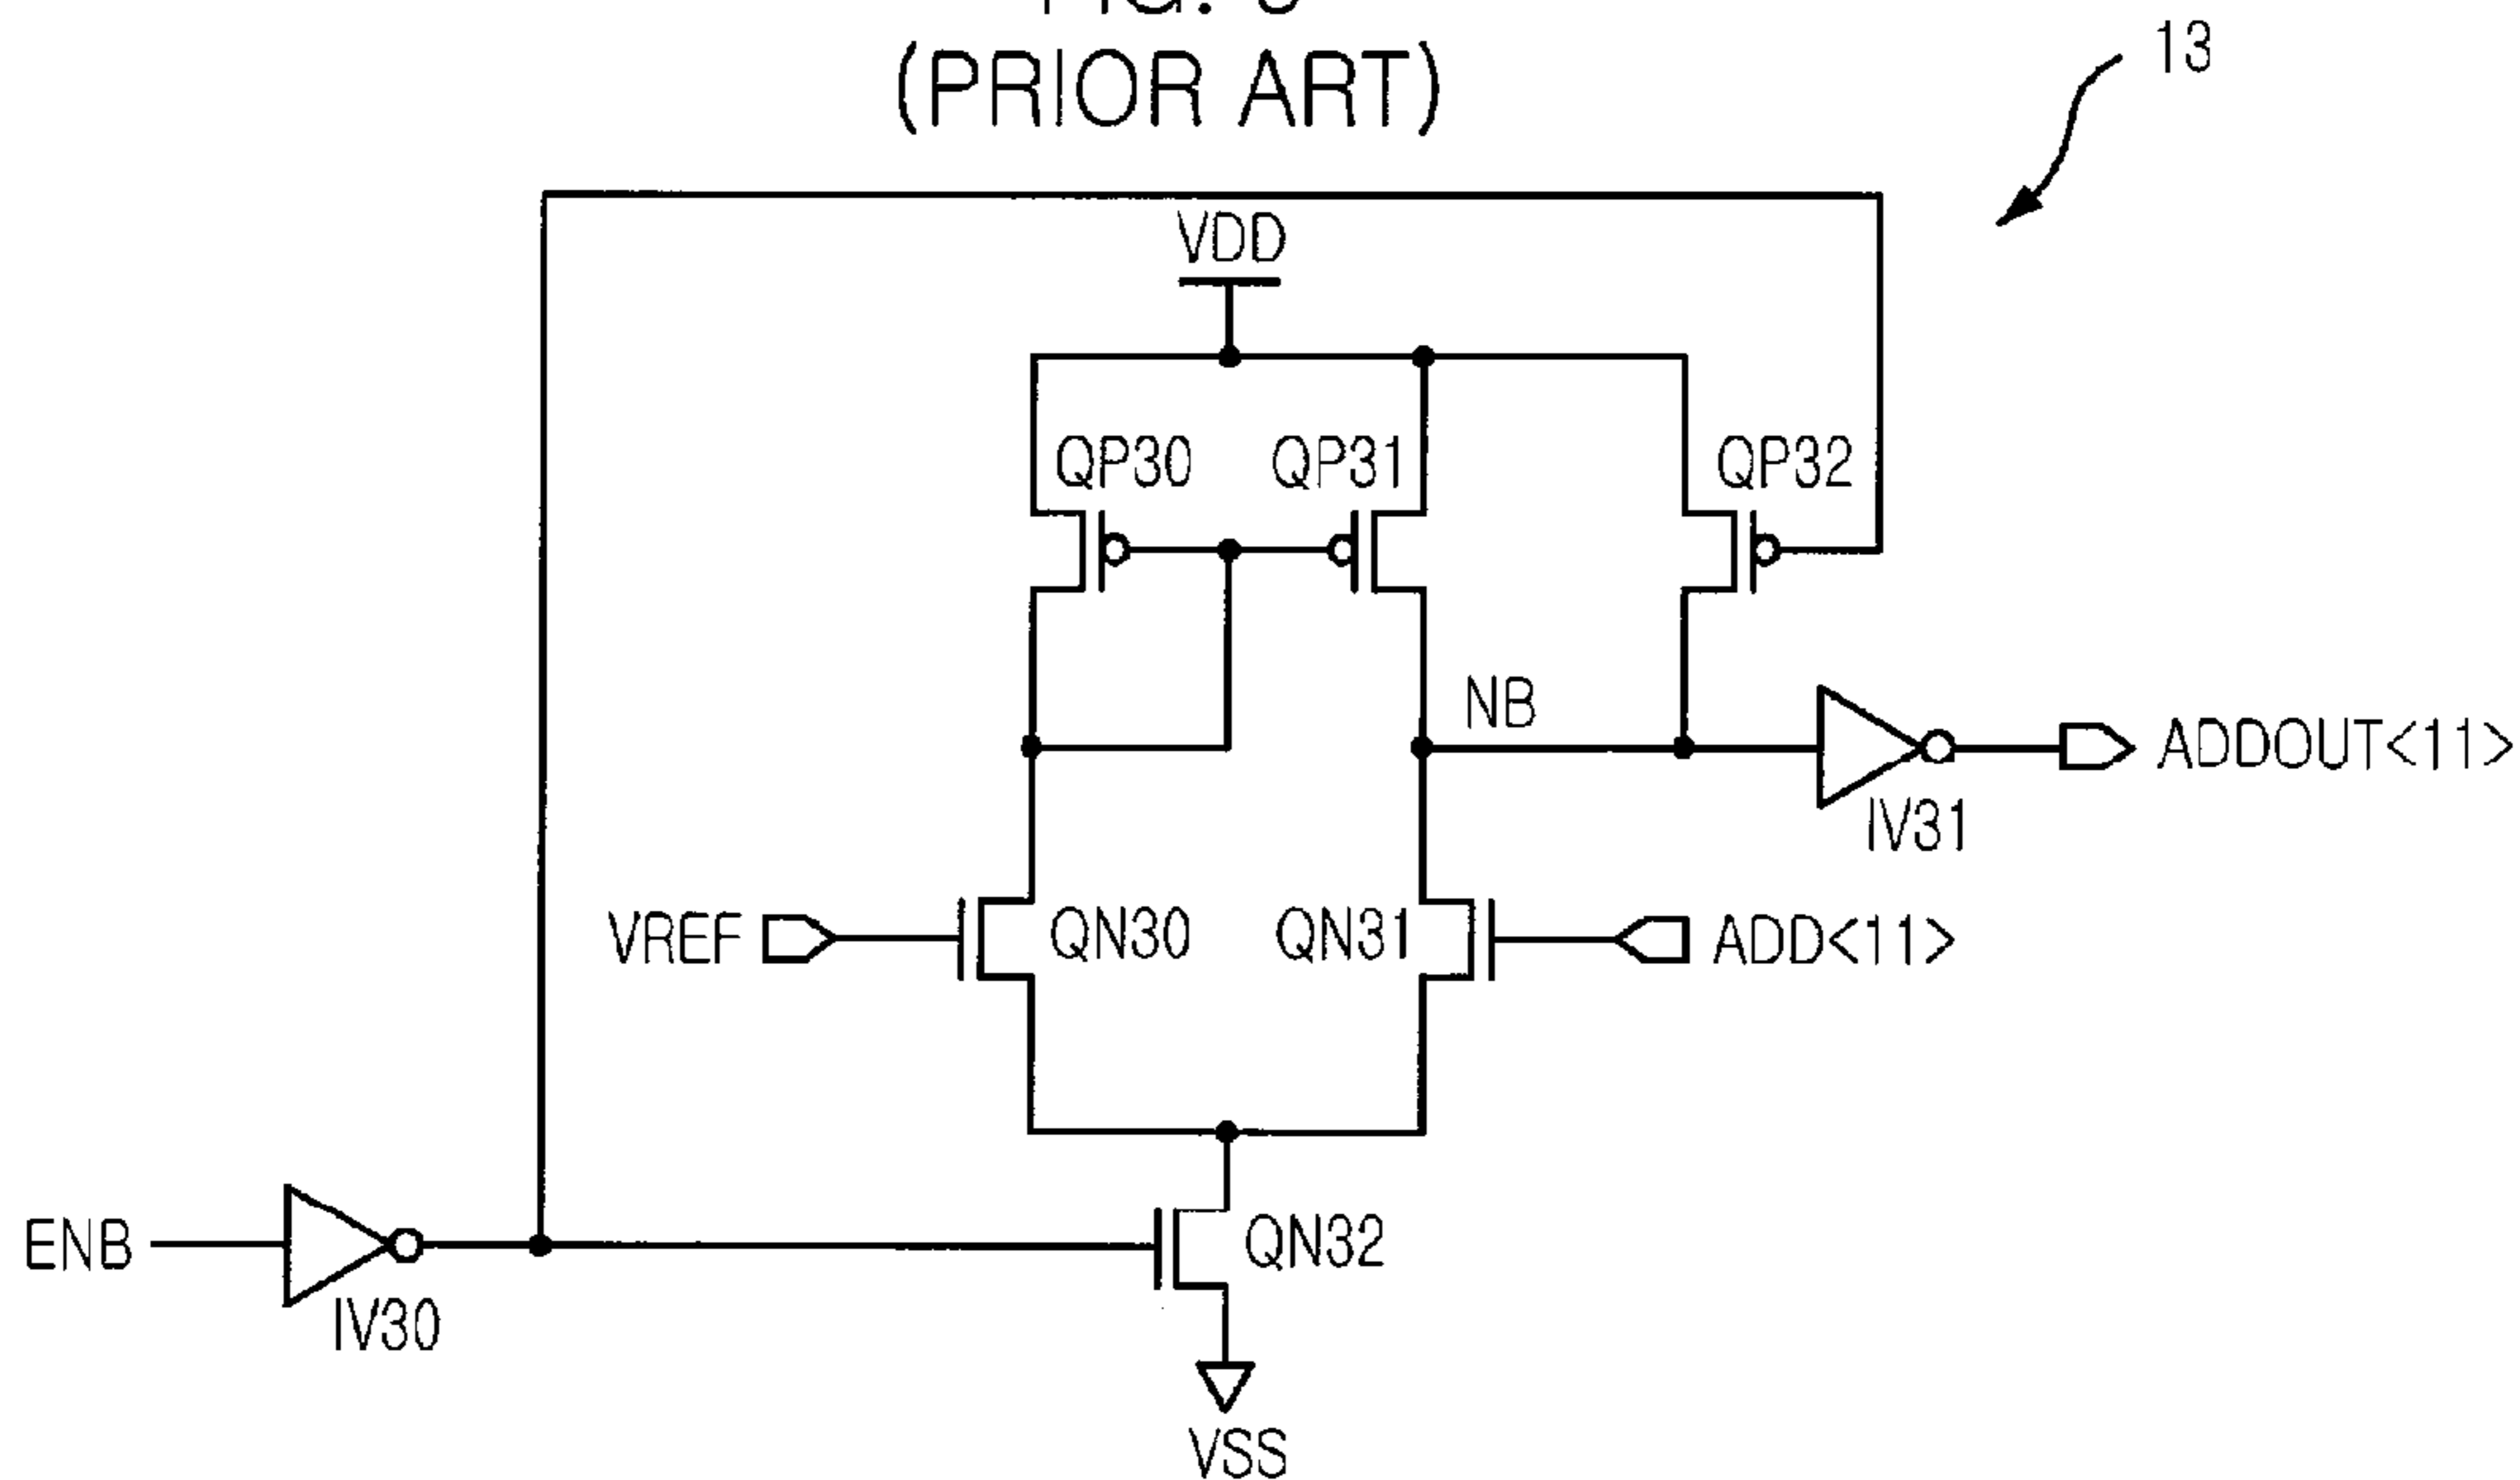 (PRIOR ART)
13
VDD
QP30
QP31
QP32
NB
ADDOUT<11>
IV31
VREF
QN30
QN31
ADD<11>
ENB
QN32
IV30
VSS